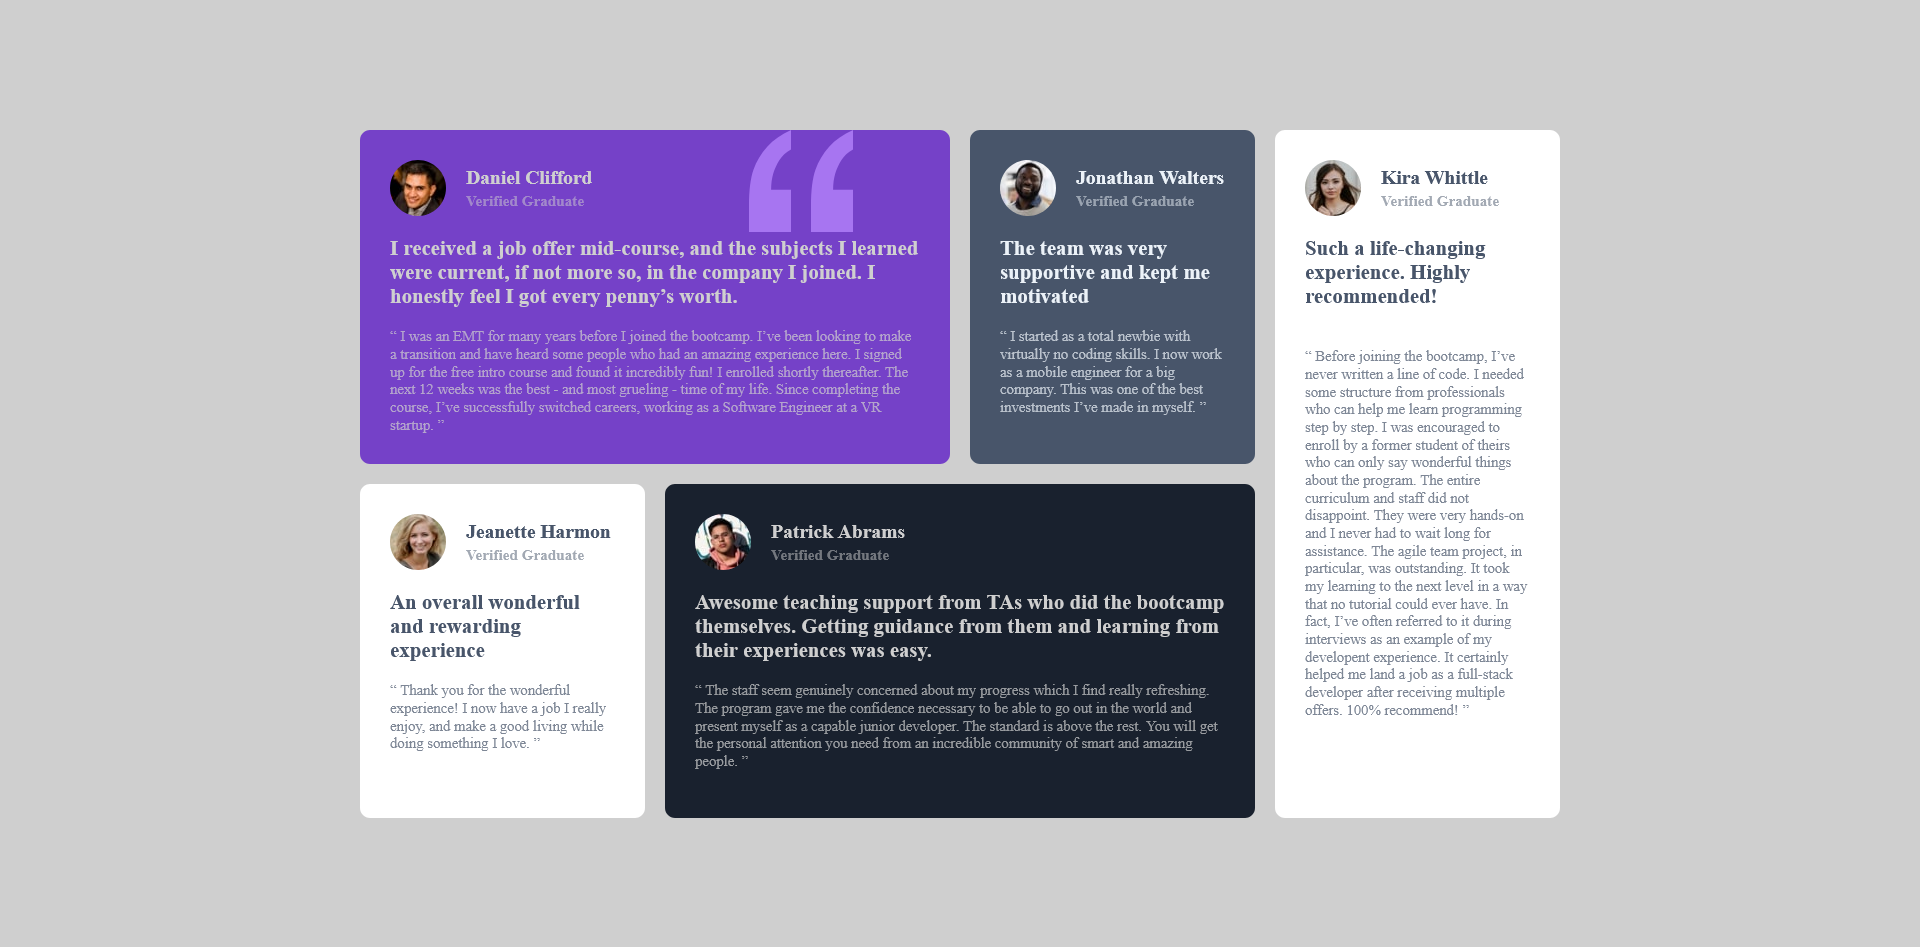 Daniel Clifford
Verified Graduate
I received a job offer mid-course, and the subjects I learned
were current, if not more so, in the company I joined. I
honestly feel I got every penny’s worth.
“ I was an EMT for many years before I joined the bootcamp. I’ve been looking to make
a transition and have heard some people who had an amazing experience here. I signed
up for the free intro course and found it incredibly fun! I enrolled shortly thereafter. The
next 12 weeks was the best - and most grueling - time of my life. Since completing the
course, I’ve successfully switched careers, working as a Software Engineer at a VR
startup. ”
Jonathan Walters
Verified Graduate
The team was very
supportive and kept me
motivated
“ I started as a total newbie with
virtually no coding skills. I now work
as a mobile engineer for a big
company. This was one of the best
investments I’ve made in myself. ”
Kira Whittle
Verified Graduate
Such a life-changing
experience. Highly
recommended!
“ Before joining the bootcamp, I’ve
never written a line of code. I needed
some structure from professionals
who can help me learn programming
step by step. I was encouraged to
enroll by a former student of theirs
who can only say wonderful things
about the program. The entire
curriculum and staff did not
disappoint. They were very hands-on
and I never had to wait long for
assistance. The agile team project, in
particular, was outstanding. It took
my learning to the next level in a way
that no tutorial could ever have. In
fact, I’ve often referred to it during
interviews as an example of my
developent experience. It certainly
helped me land a job as a full-stack
developer after receiving multiple
offers. 100% recommend! ”
Jeanette Harmon
Verified Graduate
An overall wonderful
and rewarding
experience
“ Thank you for the wonderful
experience! I now have a job I really
enjoy, and make a good living while
doing something I love. ”
Patrick Abrams
Verified Graduate
Awesome teaching support from TAs who did the bootcamp
themselves. Getting guidance from them and learning from
their experiences was easy.
“ The staff seem genuinely concerned about my progress which I find really refreshing.
The program gave me the confidence necessary to be able to go out in the world and
present myself as a capable junior developer. The standard is above the rest. You will get
the personal attention you need from an incredible community of smart and amazing
people. ”